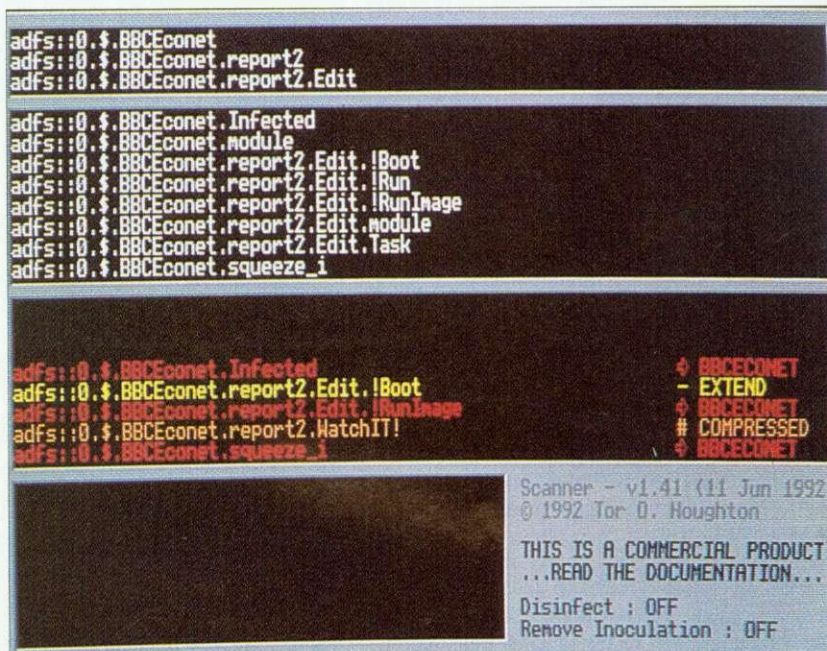 adfs::0.$.BBCEconet
adfs::0.$.BBCEconet.report2
adfs::0.$.BBCEconet.report2.Edit
adfs::0.$.BBCEconet.Infected
adfs::0.$.BBCEconet.module
adfs::0.$.BBCEconet.report2.Edit.!Boot
adfs::0.$.BBCEconet.report2.Edit.!Run
adfs::0.$.BBCEconet.report2.Edit.!RunImage
adfs::0.$.BBCEconet.report2.Edit.module
adfs::0.$.BBCEconet.report2.Edit.Task
adfs::0.$.BBCEconet.squeeze_i
adfs::0.$.BBCEconet.Infected BBCECONET
adfs::0.$.BBCEconet.report2.Edit.!Boot - EXTEND
adfs::0.$.BBCEconet.report2.Edit.!RunImage BBCECONET
adfs::0.$.BBCEconet.report2.WatchIT! # COMPRESSED
adfs::0.$.BBCEconet.squeeze_i BBCECONET
Scanner - v1.41 (11 Jun 1992
© 1992 Tor O. Houghton
THIS IS A COMMERCIAL PRODUCT
...READ THE DOCUMENTATION...
Disinfect : OFF
Remove Inoculation : OFF